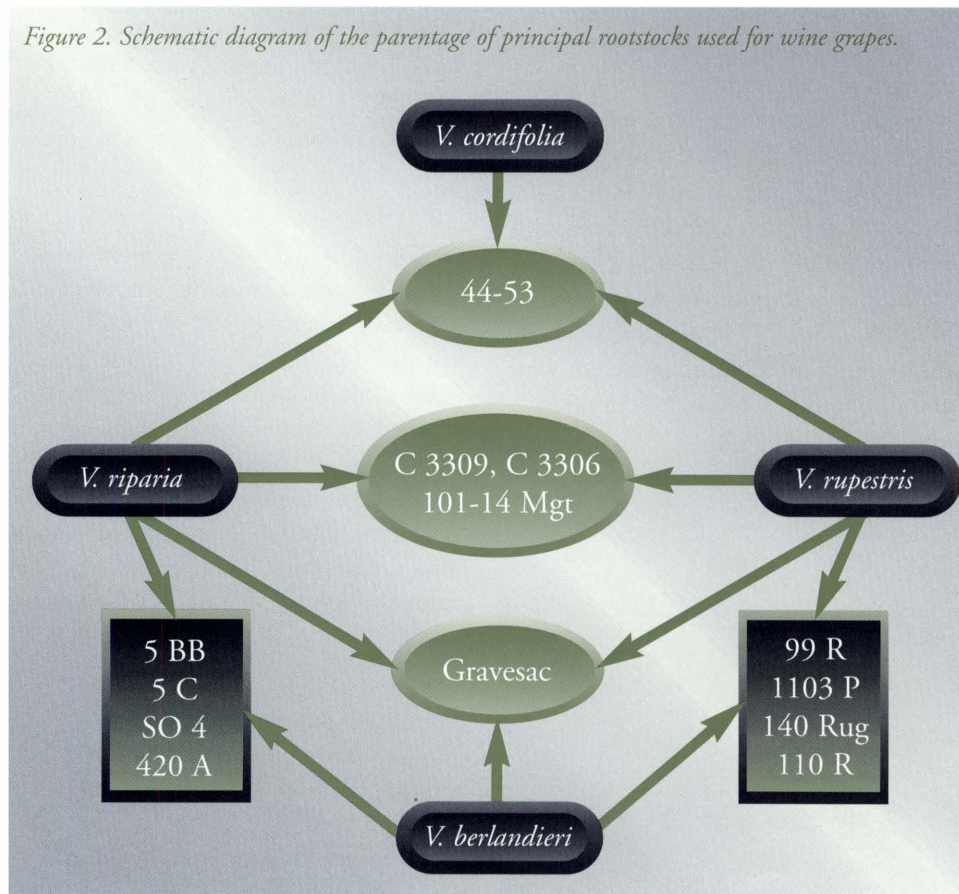 Figure 2. Schematic diagram of the parentage of principal rootstocks used for wine grapes.
V. cordifolia
44-53
V. riparia
C 3309, C 3306
101-14 Mgt
V. rupestris
5 BB
5 C
SO 4
420 A
Gravesac
99 R
1103 P
140 Rug
110 R
V. berlandieri